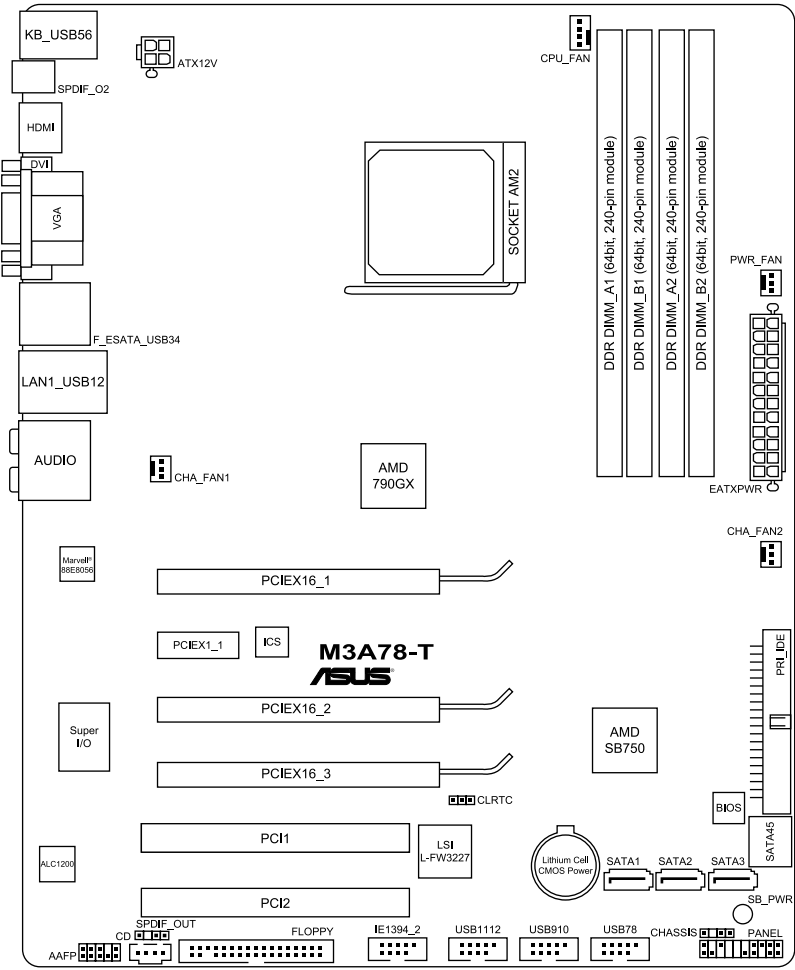 KB_USB56
ATX12V
CPU_FAN
SPDIF_O2
HDMI
DVI
VGA
SOCKET AM2
DDR DIMM_A1 (64bit, 240-pin module)
DDR DIMM_B1 (64bit, 240-pin module)
DDR DIMM_A2 (64bit, 240-pin module)
DDR DIMM_B2 (64bit, 240-pin module)
PWR_FAN
F_ESATA_USB34
LAN1_USB12
AUDIO
CHA_FAN1
AMD
790GX
EATXPWR
CHA_FAN2
Marvell®
88E8056
PCIEX16_1
PCIEX1_1
ICS
M3A78-T
ASUS
PRI_IDE
PCIEX16_2
Super
I/O
AMD
SB750
PCIEX16_3
CLRTC
BIOS
SATA45
PCI1
LSI
L-FW3227
ALC1200
Lithium Cell
CMOS Power
SATA1
SATA2
SATA3
PCI2
SB_PWR
SPDIF_OUT
CD
FLOPPY
IE1394_2
USB1112
USB910
USB78
CHASSIS
PANEL
AAFP